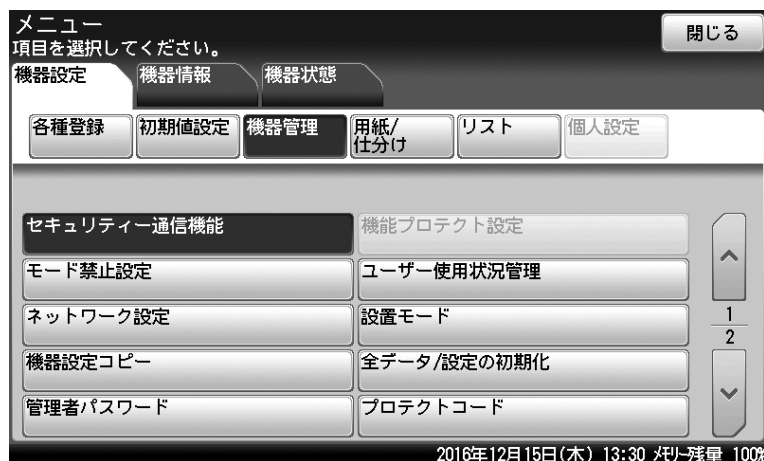 メニュー
閉じる
項目を選択してください。
機器設定 機器情報 機器状態
各種登録 初期値設定 機器管理 用紙/ リスト 個人設定
仕分け
セキュリティー通信機能 機能プロテクト設定
モード禁止設定 ユーザー使用状況管理
ネットワーク設定 設置モード
1
2
機器設定コピー 全データ/設定の初期化
管理者パスワード プロテクトコード
2016年12月15日(木) 13:30 メモリー残量 100%